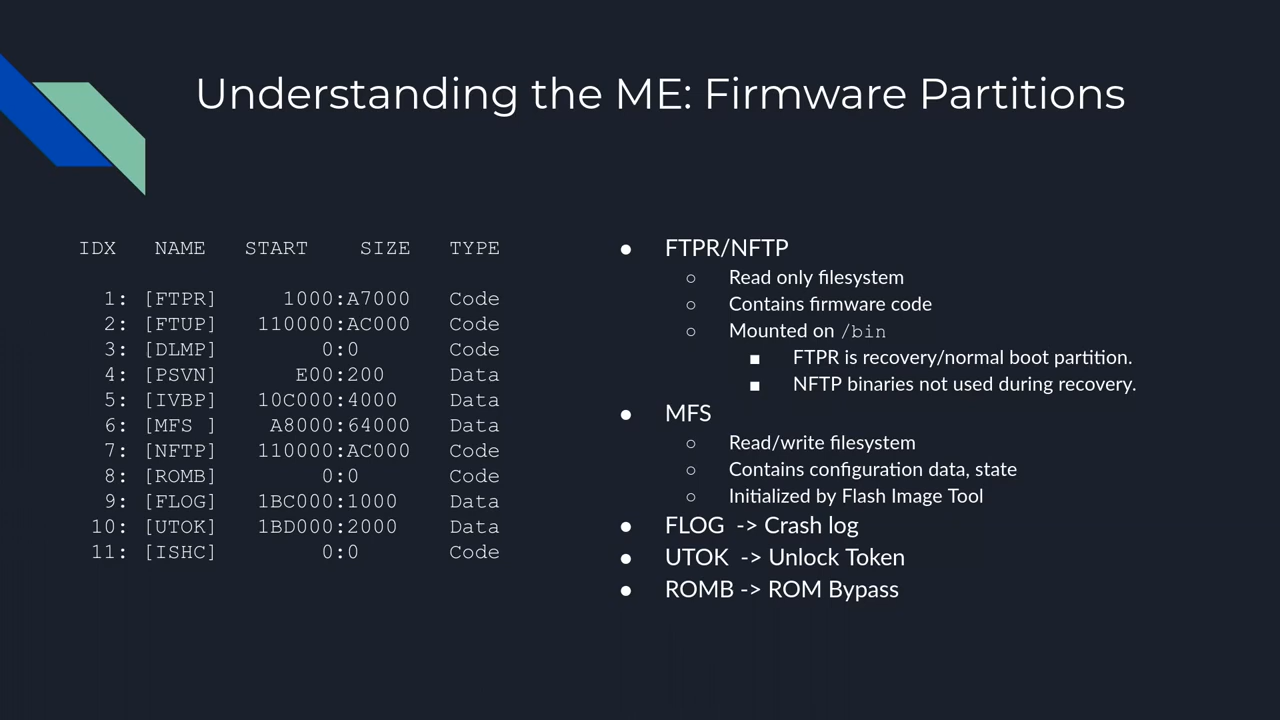 Understanding the ME: Firmware Partitions
IDX NAME START SIZE TYPE
1: [FTPR] 1000:A7000 Code
2: [FTUP] 110000:AC000 Code
3: [DLMP] 0:0 Code
4: [PSVN] E00:200 Data
5: [IVBP] 10C000:4000 Data
6: [MFS ] A8000:64000 Data
7: [NFTP] 110000:AC000 Code
8: [ROMB] 0:0 Code
9: [FLOG] 1BC000:1000 Data
10: [UTOK] 1BD000:2000 Data
11: [ISHC] 0:0 Code
● FTPR/NFTP
○ Read only filesystem
○ Contains firmware code
○ Mounted on /bin
■ FTPR is recovery/normal boot partition.
■ NFTP binaries not used during recovery.
● MFS
○ Read/write filesystem
○ Contains configuration data, state
○ Initialized by Flash Image Tool
● FLOG -> Crash log
● UTOK -> Unlock Token
● ROMB -> ROM Bypass